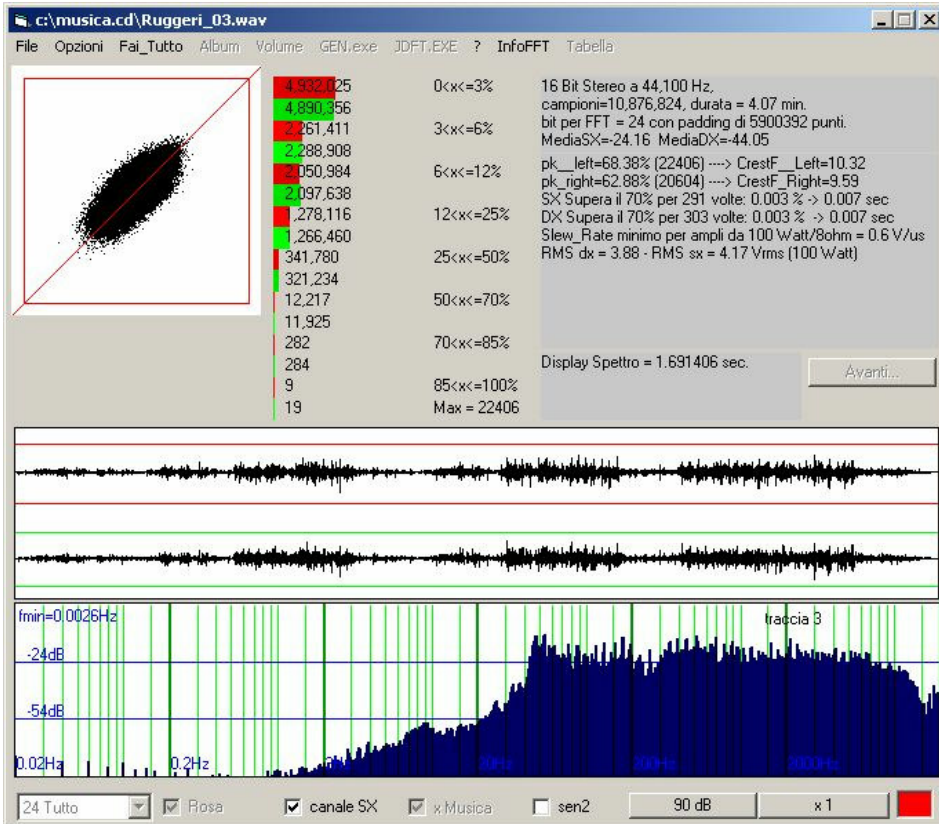 c:\musica.cd\Ruggeri_03.wav
File Opzioni Fai_Tutto Album Volume GEN.exe JDFT.EXE ? InfoFFT Tabella
4,932,025 0<x<=3%
4,890,356
2,261,411 3<x<=6%
2,288,908
2,050,984 6<x<=12%
2,097,638
1,278,116 12<x<=25%
1,266,460
341,780 25<x<=50%
321,234
12,217 50<x<=70%
11,925
282 70<x<=85%
284
9 85<x<=100%
19 Max = 22406
16 Bit Stereo a 44,100 Hz,
campioni=10,876,824, durata = 4.07 min.
bit per FFT = 24 con padding di 5900392 punti.
MediaSX=-24.16 MediaDX=-44.05
pk__left=68.38% (22406) ----> CrestF__Left=10.32
pk_right=62.88% (20604) ----> CrestF_Right=9.59
SX Supera il 70% per 291 volte: 0.003 % -> 0.007 sec
DX Supera il 70% per 303 volte: 0.003 % -> 0.007 sec
Slew_Rate minimo per ampli da 100 Watt/8ohm = 0.6 V/us
RMS dx = 3.88 - RMS sx = 4.17 Vrms (100 Watt)
Display Spettro = 1.691406 sec.
Avanti...
fmin=0.0026Hz traccia 3
-24dB
-54dB
0.02Hz 0.2Hz 20Hz 200Hz 2000Hz
24 Tutto Rosa canale SX x Musica sen2 90 dB x 1